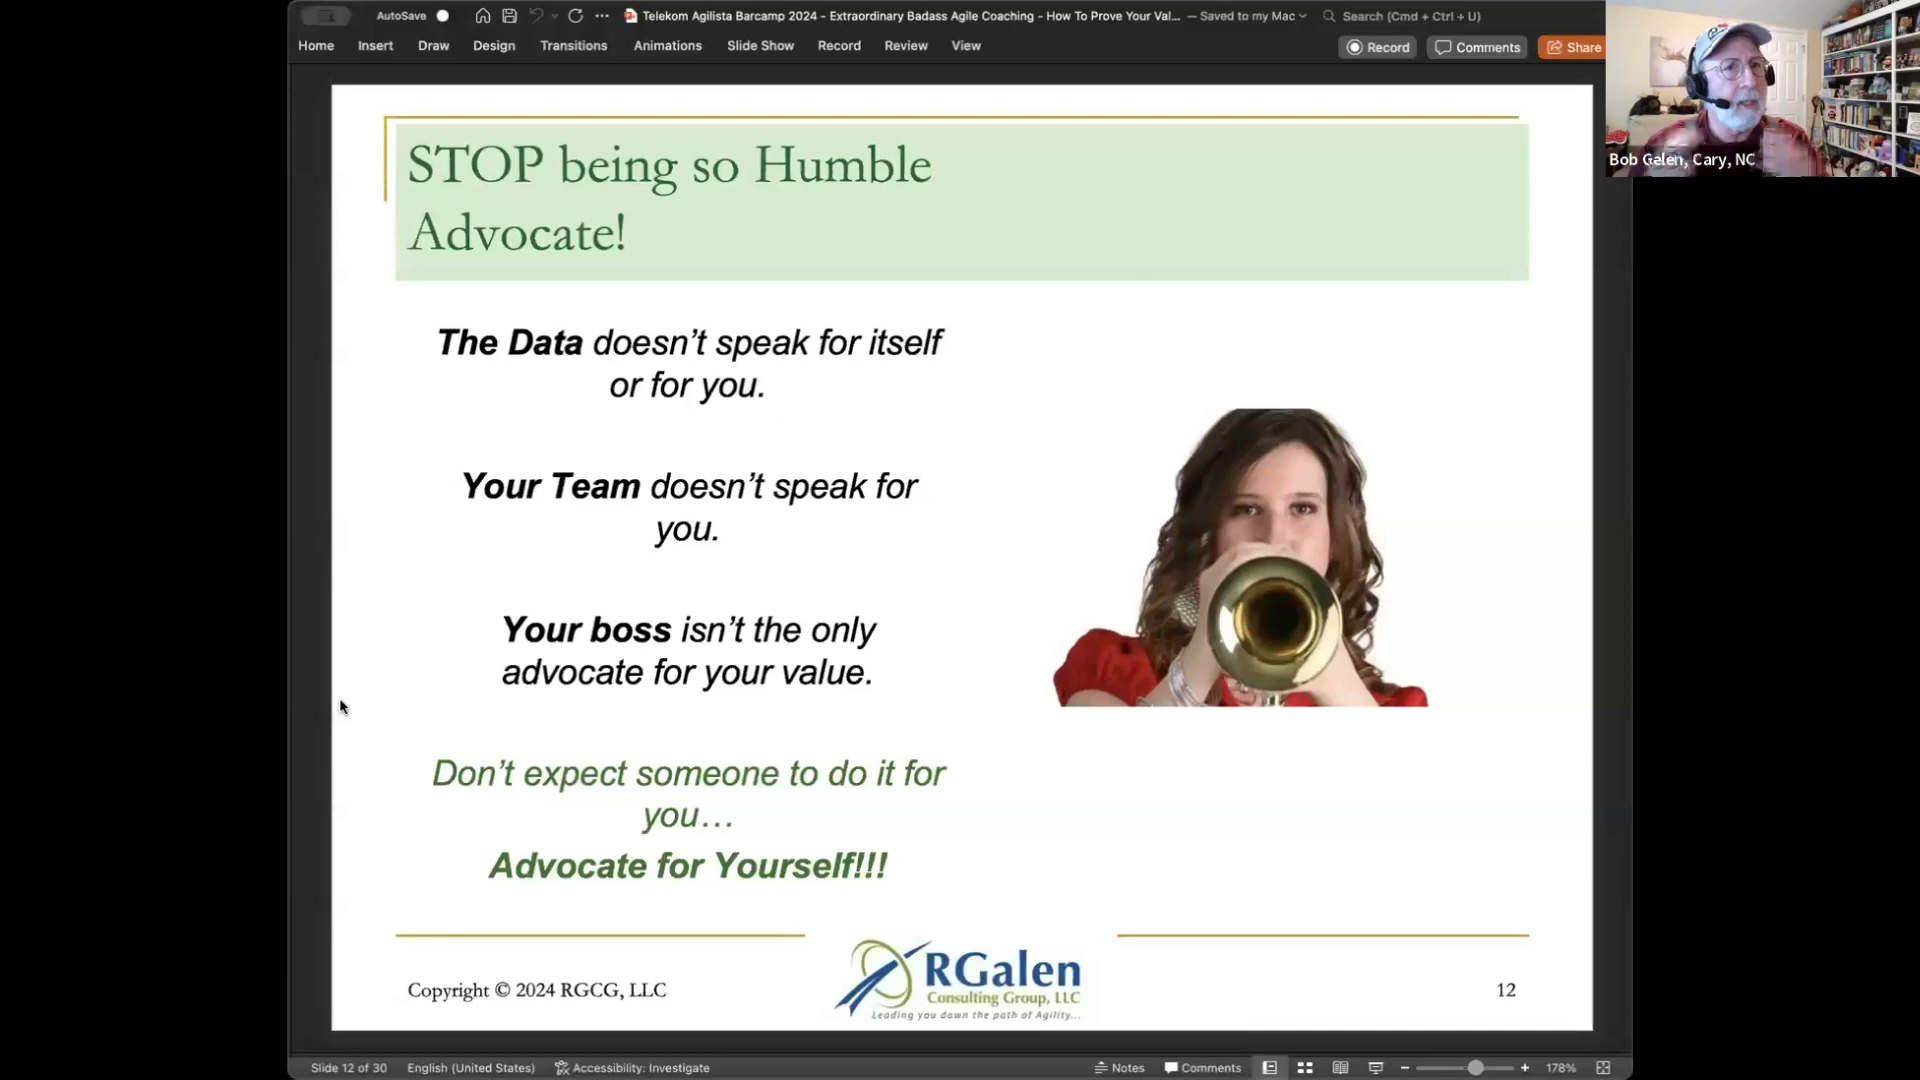 AutoSave
Telekom Agilista Barcamp 2024 - Extraordinary Badass Agile Coaching - How To Prove Your Val... — Saved to my Mac
Search (Cmd + Ctrl + U)
Home Insert Draw Design Transitions Animations Slide Show Record Review View
Record Comments Share
Bob Galen, Cary, NC
STOP being so Humble
Advocate!
The Data doesn’t speak for itself
or for you.
Your Team doesn’t speak for
you.
Your boss isn’t the only
advocate for your value.
Don’t expect someone to do it for
you…
Advocate for Yourself!!!
Copyright © 2024 RGCG, LLC
RGalen
Consulting Group, LLC
Leading you down the path of Agility...
12
Slide 12 of 30 English (United States) Accessibility: Investigate
Notes Comments 178%